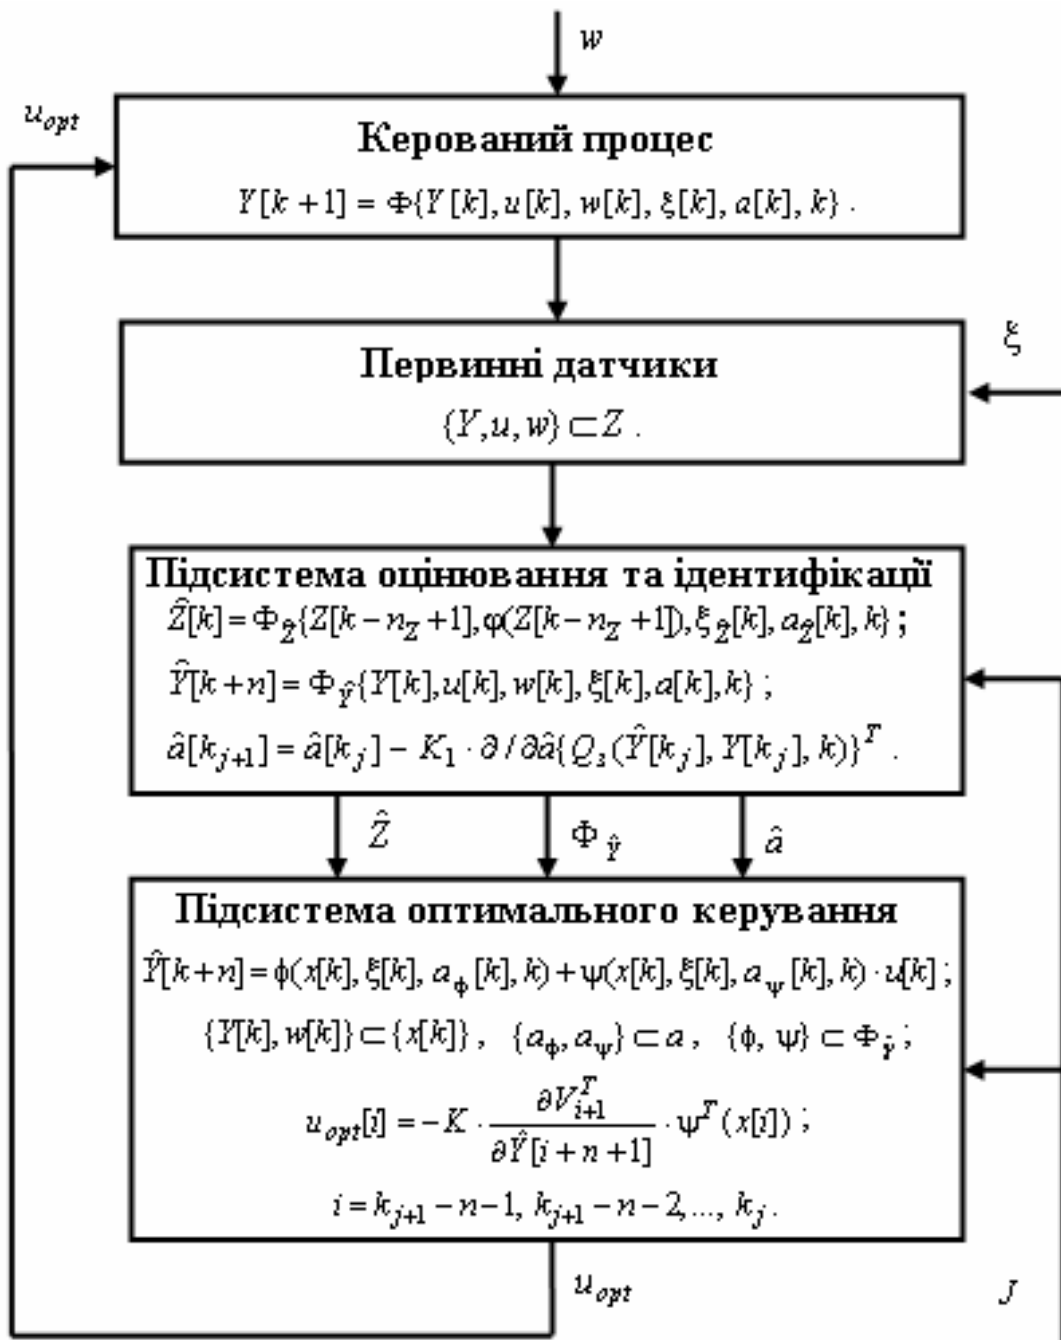 w
u_opt
Керований процес
Y[k + 1] = Φ{Y[k], u[k], w[k], ξ[k], a[k], k} .
Первинні датчики
{Y, u, w} ⊂ Z .
ξ
Підсистема оцінювання та ідентифікації
Ẑ[k] = Φ_Ẑ{Z[k − n_Z + 1], φ(Z[k − n_Z + 1]), ξ_Ẑ[k], a_Ẑ[k], k} ;
Ŷ[k + n] = Φ_Ŷ{Y[k], u[k], w[k], ξ[k], a[k], k} ;
â[k_{j+1}] = â[k_j] − K_1 · ∂ / ∂â{Q_s(Ŷ[k_j], Y[k_j], k)}^T .
Ẑ Φ_Ŷ â
Підсистема оптимального керування
Ŷ[k + n] = ϕ(x[k], ξ[k], a_ϕ[k], k) + ψ(x[k], ξ[k], a_ψ[k], k) · u[k] ;
{Y[k], w[k]} ⊂ {x[k]} , {a_ϕ, a_ψ} ⊂ a , {ϕ, ψ} ⊂ Φ_Ŷ ;
u_opt[i] = −K · ∂V^T_{i+1} / ∂Ŷ[i + n + 1] · ψ^T(x[i]) ;
i = k_{j+1} − n − 1, k_{j+1} − n − 2, ..., k_j .
u_opt
J